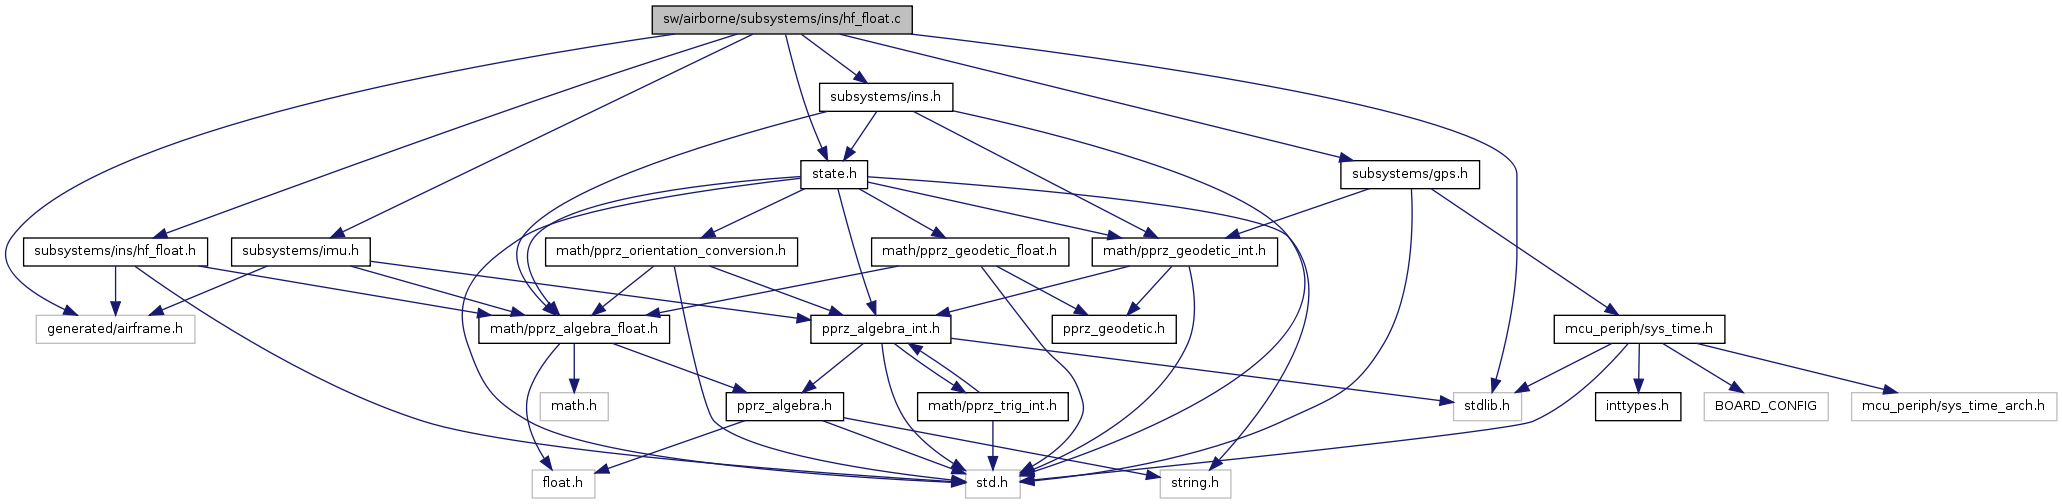 sw/airborne/subsystems/ins/hf_float.c
subsystems/ins.h
state.h
subsystems/gps.h
subsystems/ins/hf_float.h
subsystems/imu.h
math/pprz_orientation_conversion.h
math/pprz_geodetic_float.h
math/pprz_geodetic_int.h
generated/airframe.h
math/pprz_algebra_float.h
pprz_algebra_int.h
pprz_geodetic.h
mcu_periph/sys_time.h
math.h
pprz_algebra.h
math/pprz_trig_int.h
stdlib.h
inttypes.h
BOARD_CONFIG
mcu_periph/sys_time_arch.h
float.h
std.h
string.h